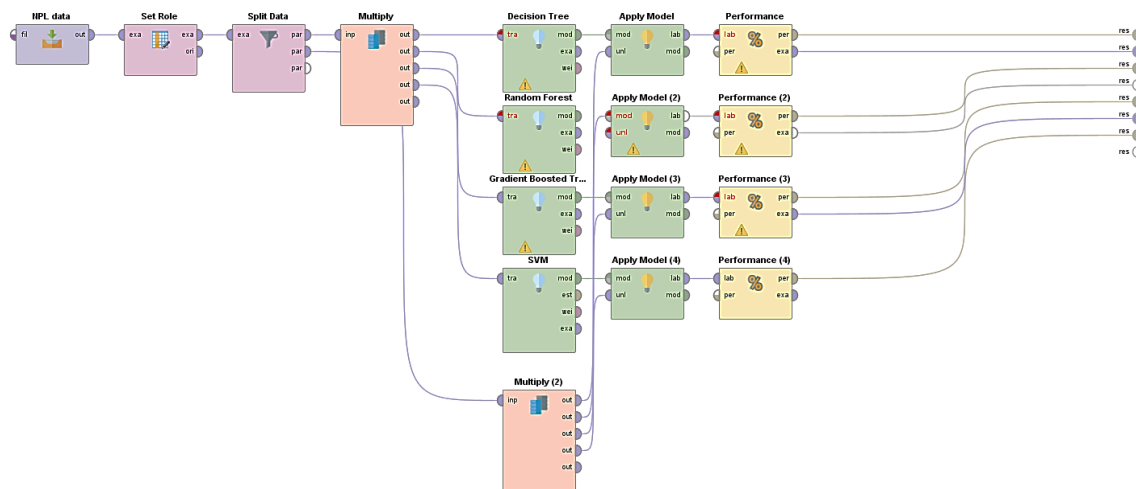 NPL data
Set Role
Split Data
Multiply
Decision Tree
Apply Model
Performance
fil out
exa exa
ori
exa par
par
par
inp out
out
out
out
out
tra mod
exa
wei
mod lab
unl mod
lab per
per exa
res
res
res
res
res
res
res
res
Random Forest
Apply Model (2)
Performance (2)
tra mod
exa
wei
mod lab
unl mod
lab per
per exa
Gradient Boosted Tr...
Apply Model (3)
Performance (3)
tra mod
exa
wei
mod lab
unl mod
lab per
per exa
SVM
Apply Model (4)
Performance (4)
tra mod
est
wei
exa
mod lab
unl mod
lab per
per exa
Multiply (2)
inp out
out
out
out
out